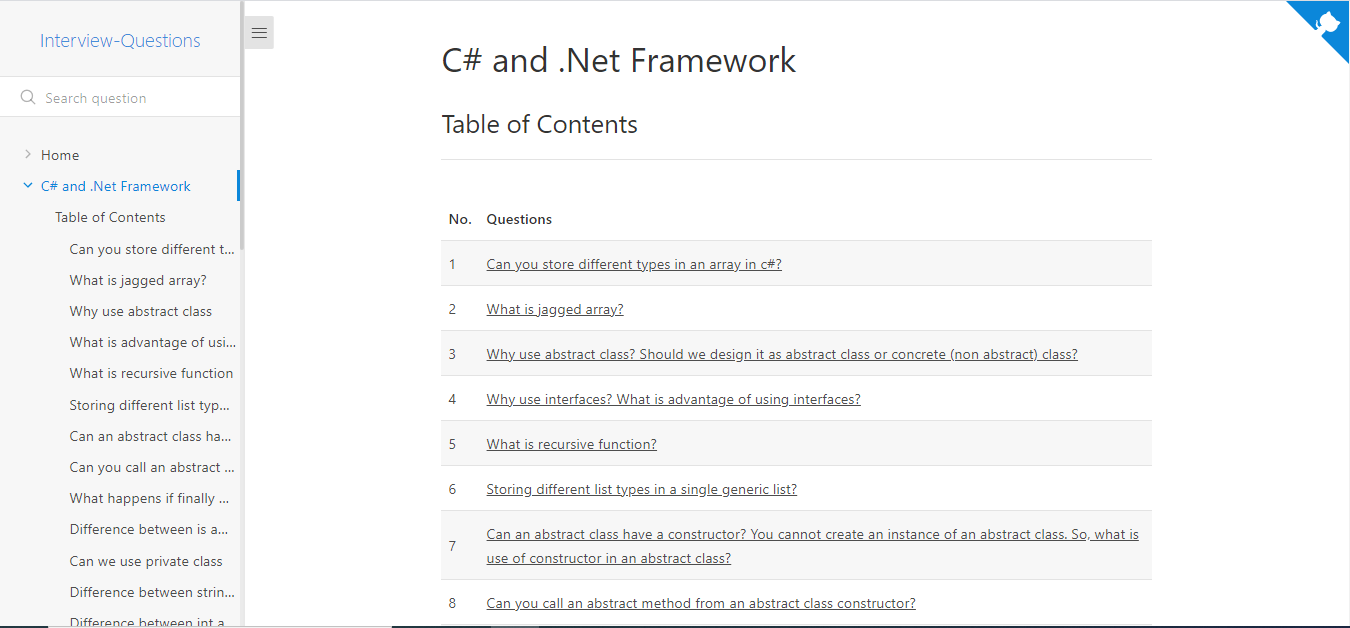 Interview-Questions
Search question
Home
C# and .Net Framework
Table of Contents
Can you store different t...
What is jagged array?
Why use abstract class
What is advantage of usi...
What is recursive function
Storing different list typ...
Can an abstract class ha...
Can you call an abstract ...
What happens if finally ...
Difference between is a...
Can we use private class
Difference between strin...
Difference between int a
C# and .Net Framework
Table of Contents
No. Questions
1 Can you store different types in an array in c#?
2 What is jagged array?
3 Why use abstract class? Should we design it as abstract class or concrete (non abstract) class?
4 Why use interfaces? What is advantage of using interfaces?
5 What is recursive function?
6 Storing different list types in a single generic list?
7 Can an abstract class have a constructor? You cannot create an instance of an abstract class. So, what is
use of constructor in an abstract class?
8 Can you call an abstract method from an abstract class constructor?